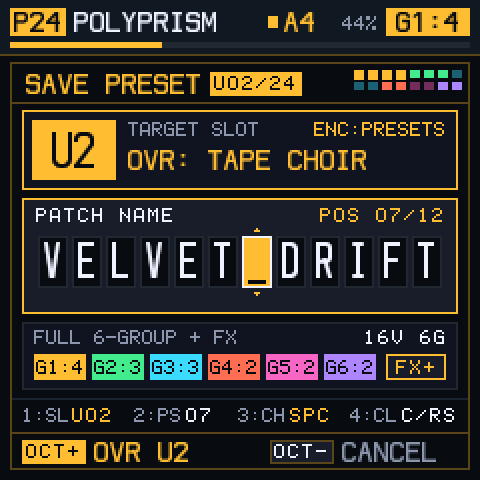 P24 POLYPRISM A4 44% G1:4
SAVE PRESET U02/24
U2 TARGET SLOT ENC:PRESETS
OVR: TAPE CHOIR
PATCH NAME POS 07/12
VELVET_DRIFT
FULL 6-GROUP + FX 16V 6G
G1:4 G2:3 G3:3 G4:2 G5:2 G6:2 FX+
1:SLU02 2:PS07 3:CHSPC 4:CLC/RS
OCT+ OVR U2 OCT- CANCEL